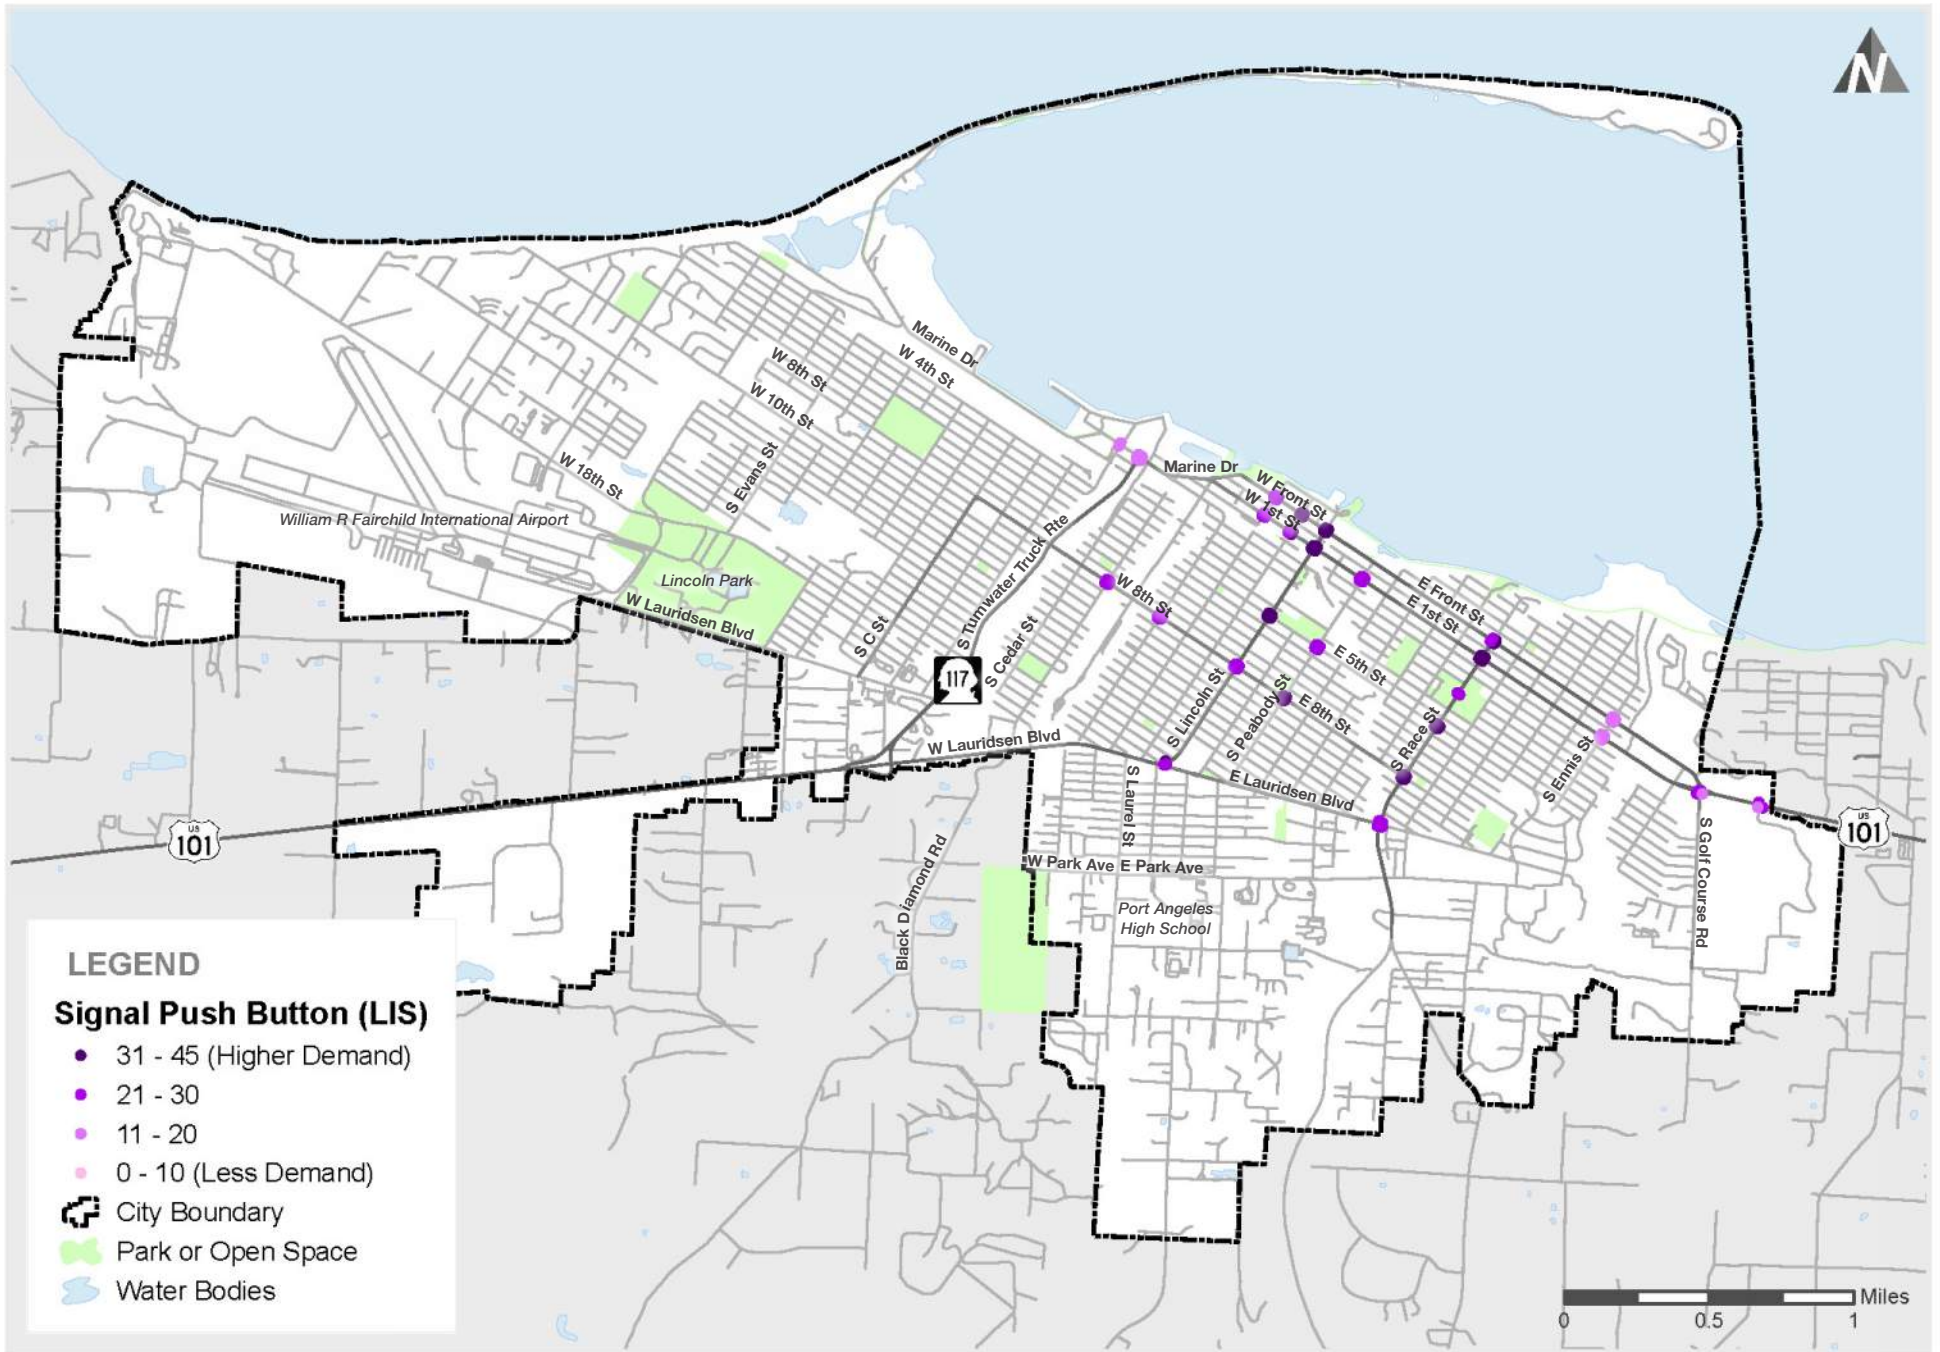 N
Marine Dr
W 4th St
W 8th St
W 10th St
W 18th St
S Evans St
William R Fairchild International Airport
Lincoln Park
W Lauridsen Blvd
S C St
S Tumwater Truck Rte
S Cedar St
117
Marine Dr
W Front St
W 1st St
W 8th St
E Front St
E 1st St
E 5th St
S Lincoln St
S Peabody St
E 8th St
S Race St
S Ennis St
W Lauridsen Blvd
E Lauridsen Blvd
S Laurel St
US
101
US
101
Black Diamond Rd
W Park Ave E Park Ave
Port Angeles
High School
S Golf Course Rd
LEGEND
Signal Push Button (LIS)
31 - 45 (Higher Demand)
21 - 30
11 - 20
0 - 10 (Less Demand)
City Boundary
Park or Open Space
Water Bodies
Miles
0 0.5 1